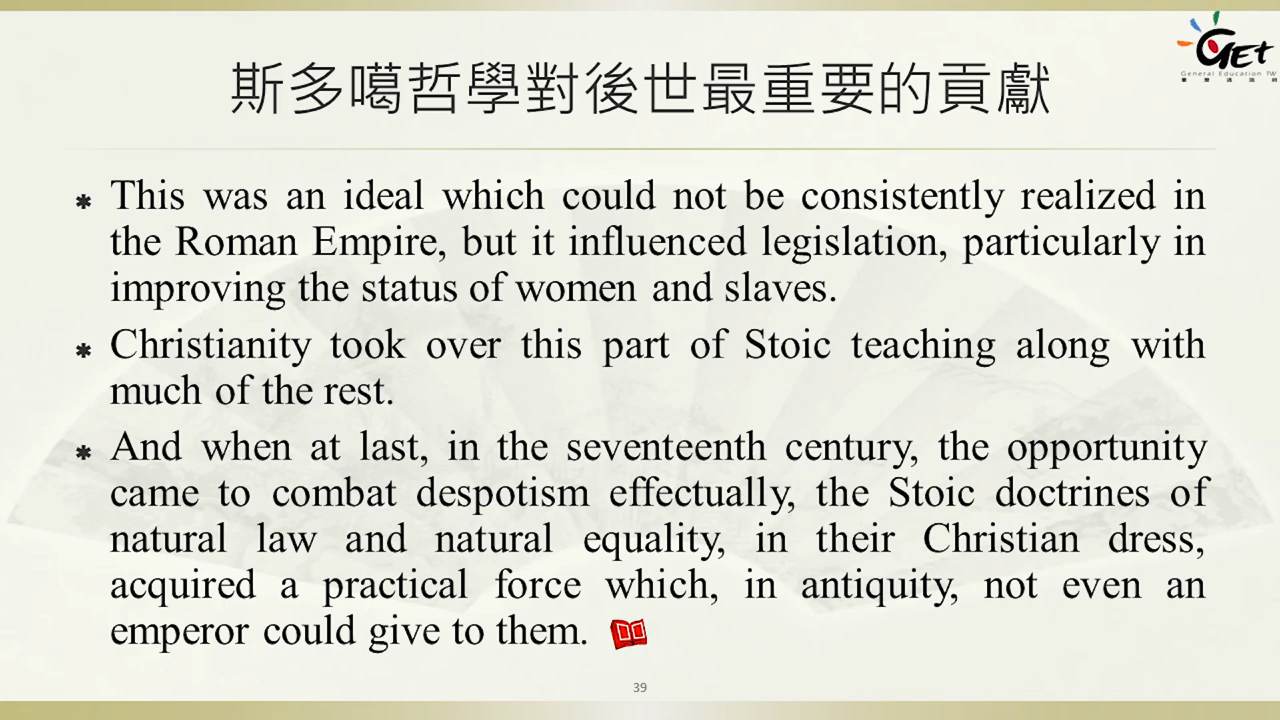 GET
General Education TW
斯多噶哲學對後世最重要的貢獻
This was an ideal which could not be consistently realized in
the Roman Empire, but it influenced legislation, particularly in
improving the status of women and slaves.
Christianity took over this part of Stoic teaching along with
much of the rest.
And when at last, in the seventeenth century, the opportunity
came to combat despotism effectually, the Stoic doctrines of
natural law and natural equality, in their Christian dress,
acquired a practical force which, in antiquity, not even an
emperor could give to them.
39